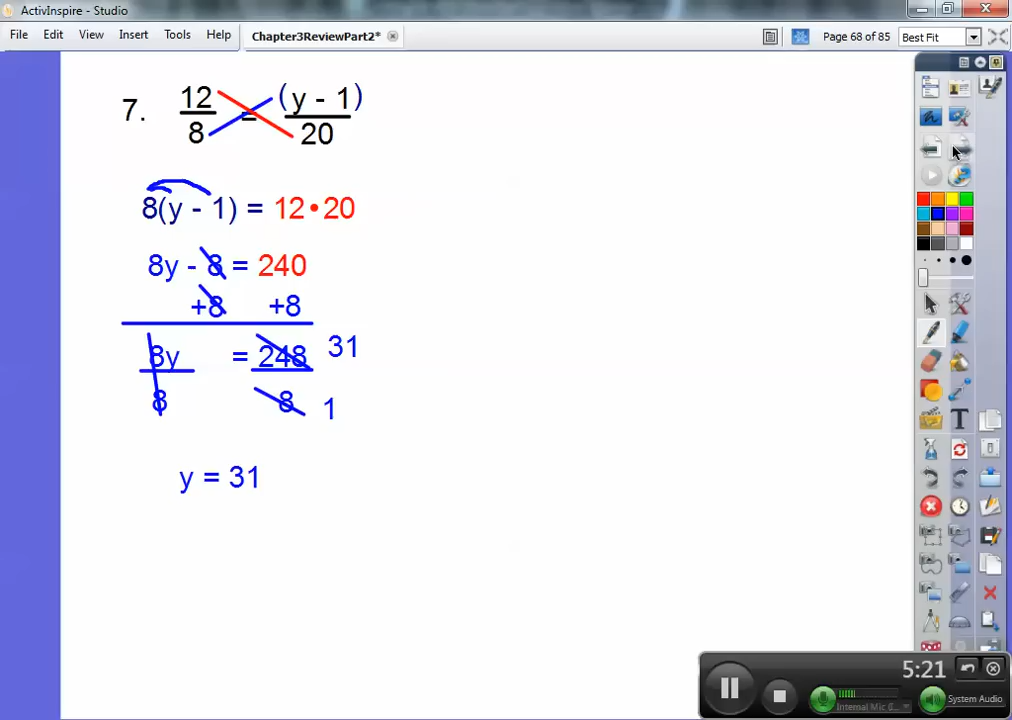 ActivInspire - Studio
File Edit View Insert Tools Help
Chapter3ReviewPart2*
Page 68 of 85
Best Fit
7. 12/8 = (y - 1)/20
8(y - 1) = 12•20
8y - 8 = 240
+8 +8
8y = 248 31
8 8 1
y = 31
5:21
Internal Mic (I...
System Audio